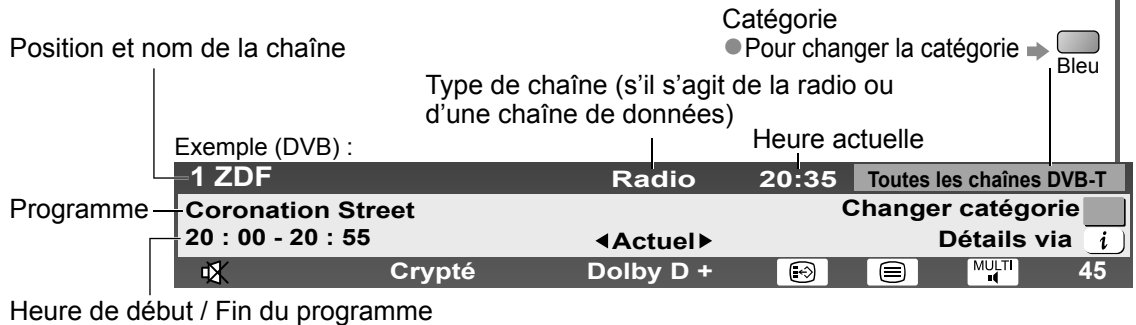 Catégorie
Position et nom de la chaîne
●Pour changer la catégorie
Bleu
Type de chaîne (s'il s'agit de la radio ou
d'une chaîne de données)
Heure actuelle
Exemple (DVB) :
1 ZDF Radio 20:35 Toutes les chaînes DVB-T
Programme Coronation Street Changer catégorie
20 : 00 - 20 : 55 ◀Actuel▶ Détails via i
Crypté Dolby D + MULTI 45
Heure de début / Fin du programme